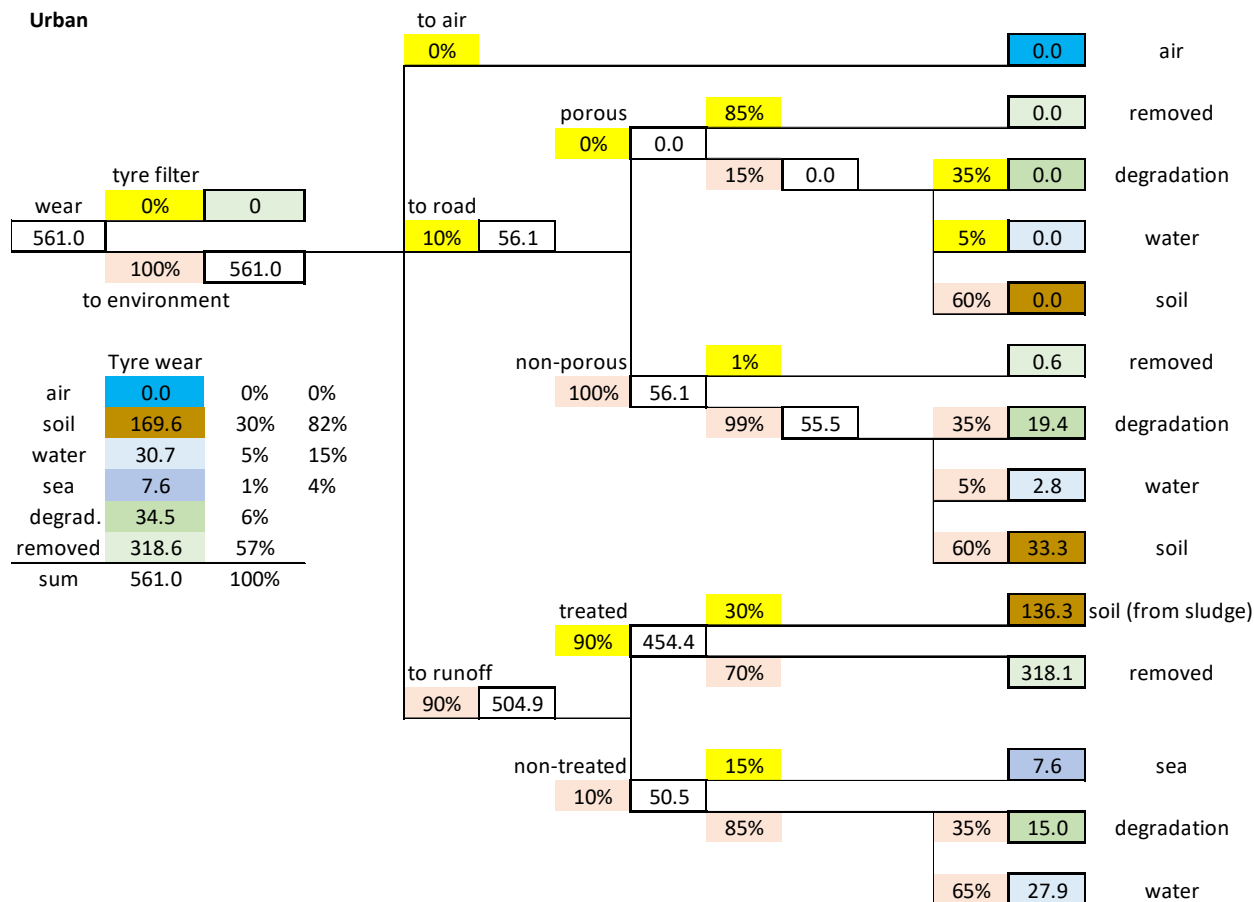 Urban
to air
0% 0.0 air
porous 85% 0.0 removed
0% 0.0
tyre filter 15% 0.0 35% 0.0 degradation
wear 0% 0 to road
561.0 10% 56.1 5% 0.0 water
100% 561.0
to environment 60% 0.0 soil
Tyre wear non-porous 1% 0.6 removed
air 0.0 0% 0% 100% 56.1
soil 169.6 30% 82% 99% 55.5 35% 19.4 degradation
water 30.7 5% 15%
sea 7.6 1% 4% 5% 2.8 water
degrad. 34.5 6%
removed 318.6 57% 60% 33.3 soil
sum 561.0 100%
treated 30% 136.3 soil (from sludge)
90% 454.4
to runoff 70% 318.1 removed
90% 504.9
non-treated 15% 7.6 sea
10% 50.5
85% 35% 15.0 degradation
65% 27.9 water